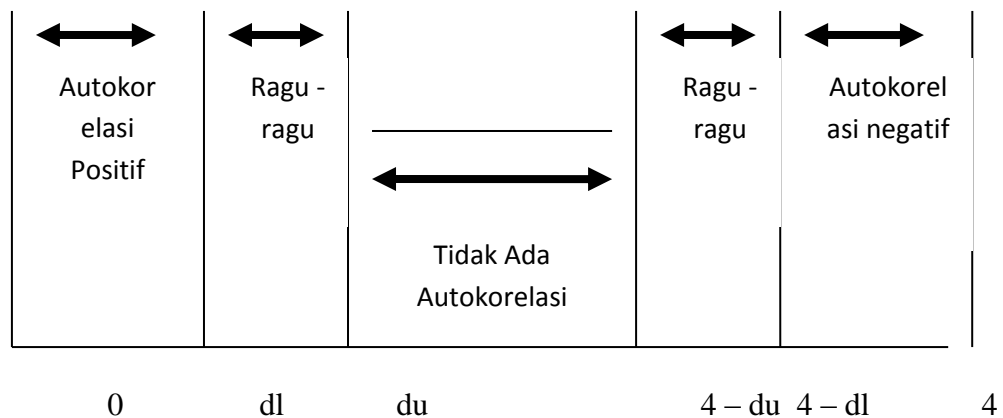 Autokor
elasi
Positif
Ragu -
ragu
Tidak Ada
Autokorelasi
Ragu -
ragu
Autokorel
asi negatif
0 dl du 4 – du 4 – dl 4